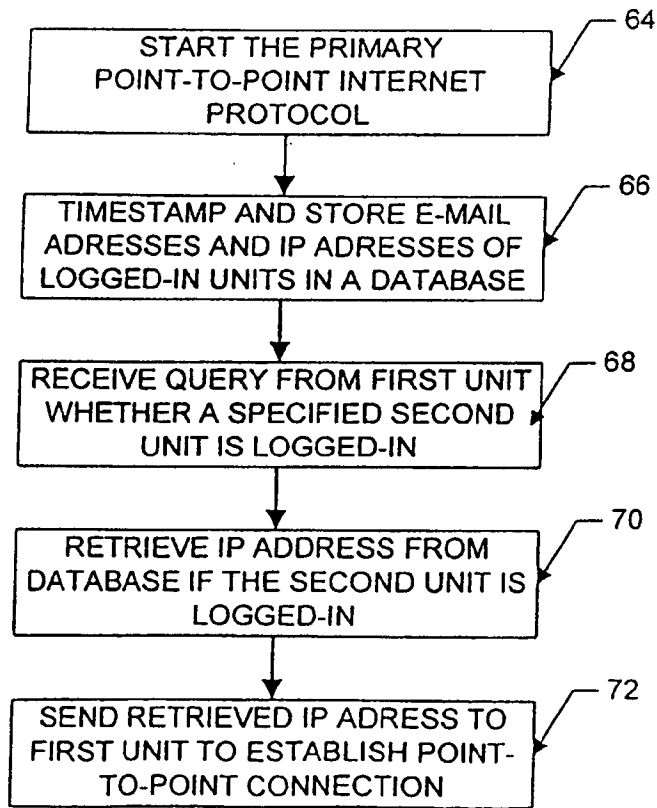 START THE PRIMARY
POINT-TO-POINT INTERNET
PROTOCOL
64
TIMESTAMP AND STORE E-MAIL
ADRESSES AND IP ADRESSES OF
LOGGED-IN UNITS IN A DATABASE
66
RECEIVE QUERY FROM FIRST UNIT
WHETHER A SPECIFIED SECOND
UNIT IS LOGGED-IN
68
RETRIEVE IP ADDRESS FROM
DATABASE IF THE SECOND UNIT IS
LOGGED-IN
70
SEND RETRIEVED IP ADRESS TO
FIRST UNIT TO ESTABLISH POINT-
TO-POINT CONNECTION
72